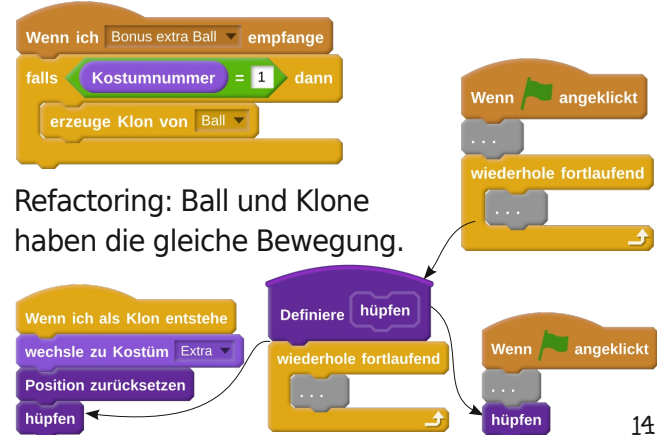 Wenn ich Bonus extra Ball empfange
falls Kostumnummer = 1 dann
erzeuge Klon von Ball
Wenn angeklickt
. . .
wiederhole fortlaufend
. . .
Refactoring: Ball und Klone
haben die gleiche Bewegung.
Wenn ich als Klon entstehe
wechsle zu Kostüm Extra
Position zurücksetzen
hüpfen
Definiere hüpfen
wiederhole fortlaufend
. . .
Wenn angeklickt
. . .
hüpfen
14